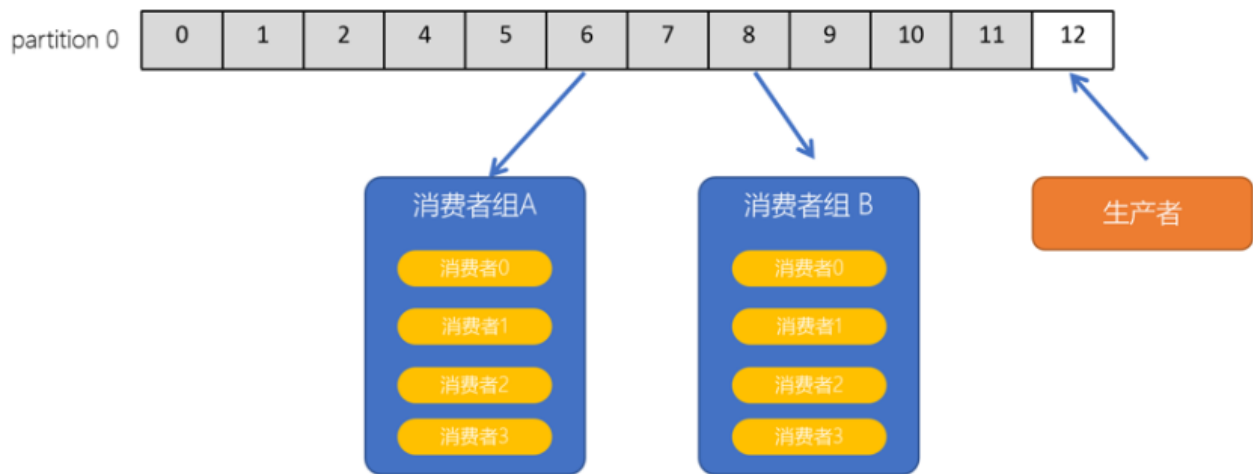 partition 0 0 1 2 4 5 6 7 8 9 10 11 12
消费者组A 消费者组 B 生产者
消费者0 消费者0
消费者1 消费者1
消费者2 消费者2
消费者3 消费者3